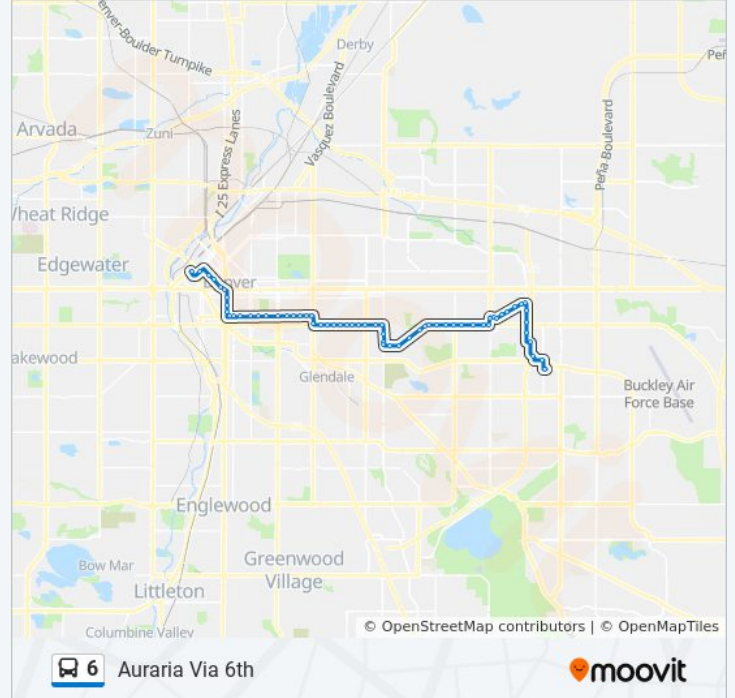 enver-Boulder Turnpike
Derby
Peñ
Arvada
Zuni
I 25 Express Lanes
Vasquez Boulevard
Peña Boulevard
Wheat Ridge
Edgewater
Denver
akewood
Glendale
Buckley Air
Force Base
Englewood
Greenwood
Village
Bow Mar
Littleton
Columbine Valley
© OpenStreetMap contributors | © OpenMapTiles
6 Auraria Via 6th
moovit